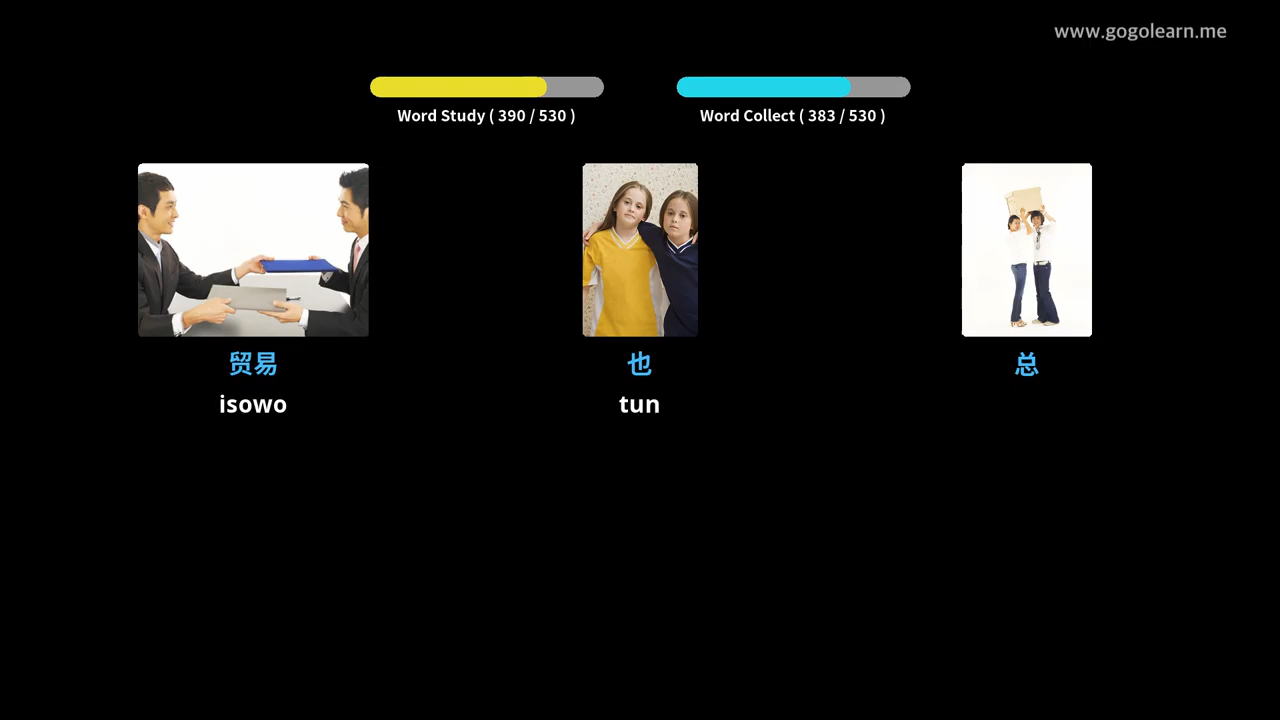 www.gogolearn.me
Word Study ( 390 / 530 )
Word Collect ( 383 / 530 )
贸易
也
总
isowo
tun